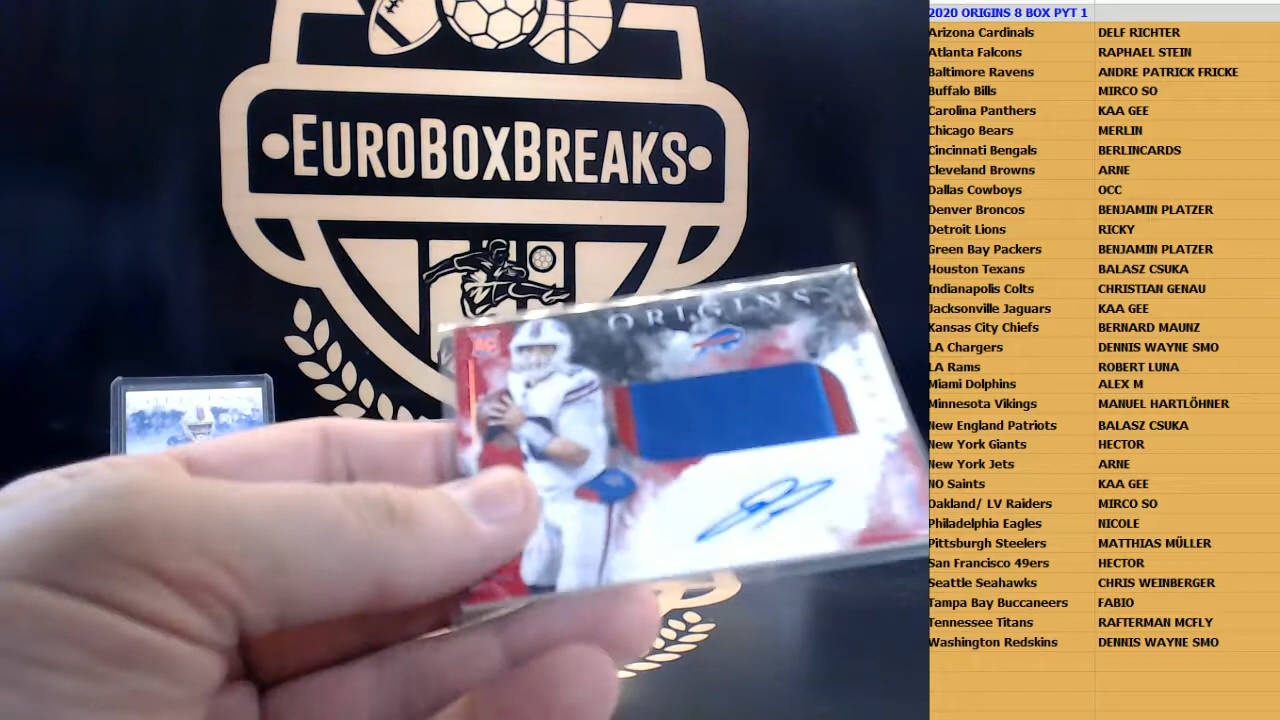 EUROBOXBREAKS
ORIGINS
RC
2020 ORIGINS 8 BOX PYT 1
Arizona Cardinals DELF RICHTER
Atlanta Falcons RAPHAEL STEIN
Baltimore Ravens ANDRE PATRICK FRICKE
Buffalo Bills MIRCO SO
Carolina Panthers KAA GEE
Chicago Bears MERLIN
Cincinnati Bengals BERLINCARDS
Cleveland Browns ARNE
Dallas Cowboys OCC
Denver Broncos BENJAMIN PLATZER
Detroit Lions RICKY
Green Bay Packers BENJAMIN PLATZER
Houston Texans BALASZ CSUKA
Indianapolis Colts CHRISTIAN GENAU
Jacksonville Jaguars KAA GEE
Kansas City Chiefs BERNARD MAUNZ
LA Chargers DENNIS WAYNE SMO
LA Rams ROBERT LUNA
Miami Dolphins ALEX M
Minnesota Vikings MANUEL HARTLÖHNER
New England Patriots BALASZ CSUKA
New York Giants HECTOR
New York Jets ARNE
NO Saints KAA GEE
Oakland/ LV Raiders MIRCO SO
Philadelphia Eagles NICOLE
Pittsburgh Steelers MATTHIAS MÜLLER
San Francisco 49ers HECTOR
Seattle Seahawks CHRIS WEINBERGER
Tampa Bay Buccaneers FABIO
Tennessee Titans RAFTERMAN MCFLY
Washington Redskins DENNIS WAYNE SMO